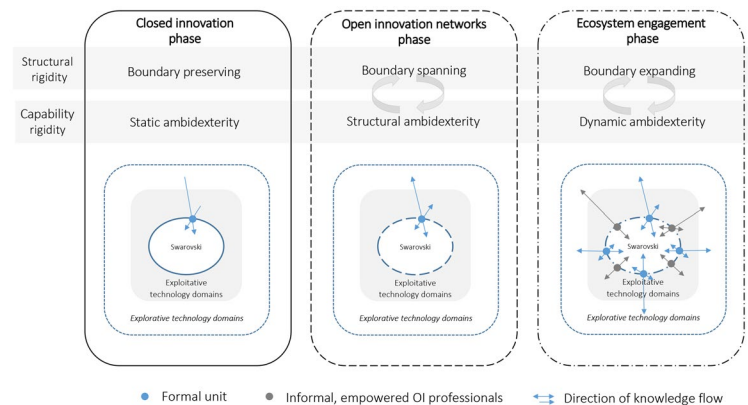 Closed innovation
phase
Open innovation networks
phase
Ecosystem engagement
phase
Structural
rigidity
Boundary preserving
Boundary spanning
Boundary expanding
Capability
rigidity
Static ambidexterity
Structural ambidexterity
Dynamic ambidexterity
Swarovski
Exploitative
technology domains
Explorative technology domains
Swarovski
Exploitative
technology domains
Explorative technology domains
Swarovski
Exploitative
technology domains
Explorative technology domains
Formal unit
Informal, empowered OI professionals
Direction of knowledge flow